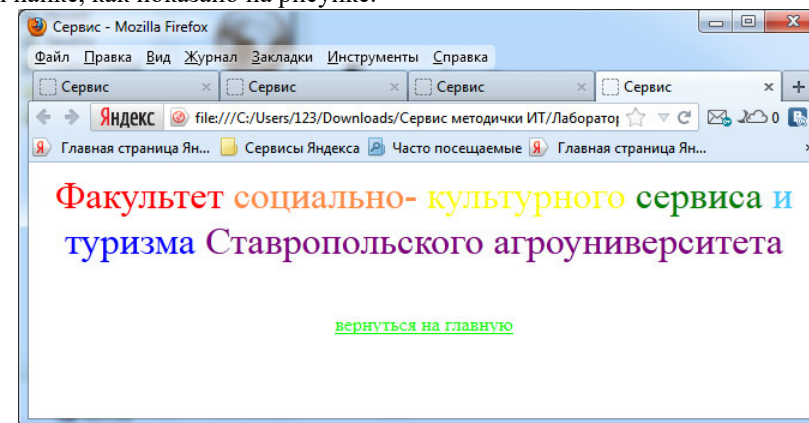 папке, как показано на рисунке.
Сервис - Mozilla Firefox
Файл Правка Вид Журнал Закладки Инструменты Справка
Сервис × Сервис × Сервис × Сервис × +
Яндекс file:///C:/Users/123/Downloads/Сервис методички ИТ/Лаборатор 0
Я Главная страница Ян... Сервисы Яндекса Часто посещаемые Я Главная страница Ян...
Факультет социально- культурного сервиса и
туризма Ставропольского агроуниверситета
вернуться на главную